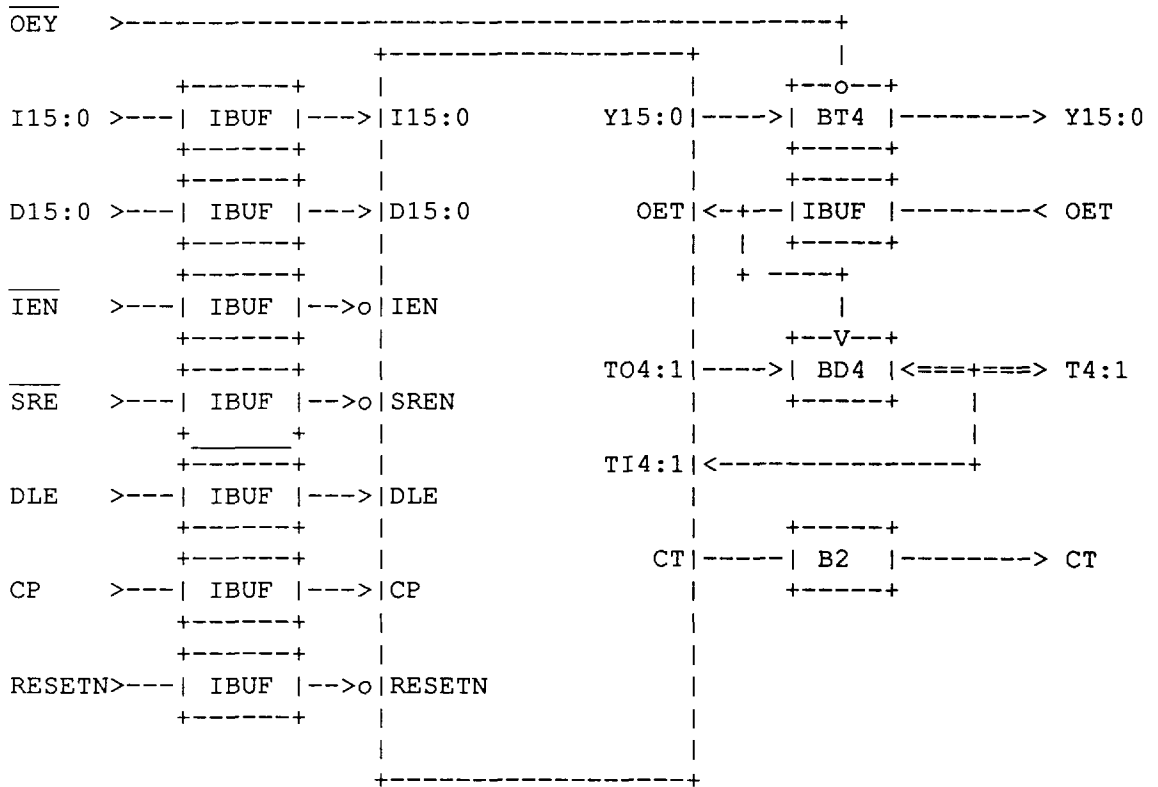 OEY >-----------------------------------------------+
+--------------------+ |
+-------+ | | +--o--+
I15:0 >---| IBUF |--->|I15:0 Y15:0|---->| BT4 |--------> Y15:0
+-------+ | | +-----+
+-------+ | | +-----+
D15:0 >---| IBUF |--->|D15:0 OET|<-+--|IBUF |--------< OET
+-------+ | | | +-----+
+-------+ | | + ----+
IEN >---| IBUF |-->o|IEN | |
+-------+ | | +--V--+
+-------+ | TO4:1|---->| BD4 |<===+===> T4:1
SRE >---| IBUF |-->o|SREN | +-----+ |
+ + | | |
+-------+ | TI4:1|<----------------+
DLE >---| IBUF |--->|DLE |
+-------+ | | +-----+
+-------+ | CT|-----| B2 |--------> CT
CP >---| IBUF |--->|CP | +-----+
+-------+ | |
+-------+ | |
RESETN>---| IBUF |-->o|RESETN |
+-------+ | |
| |
+--------------------+